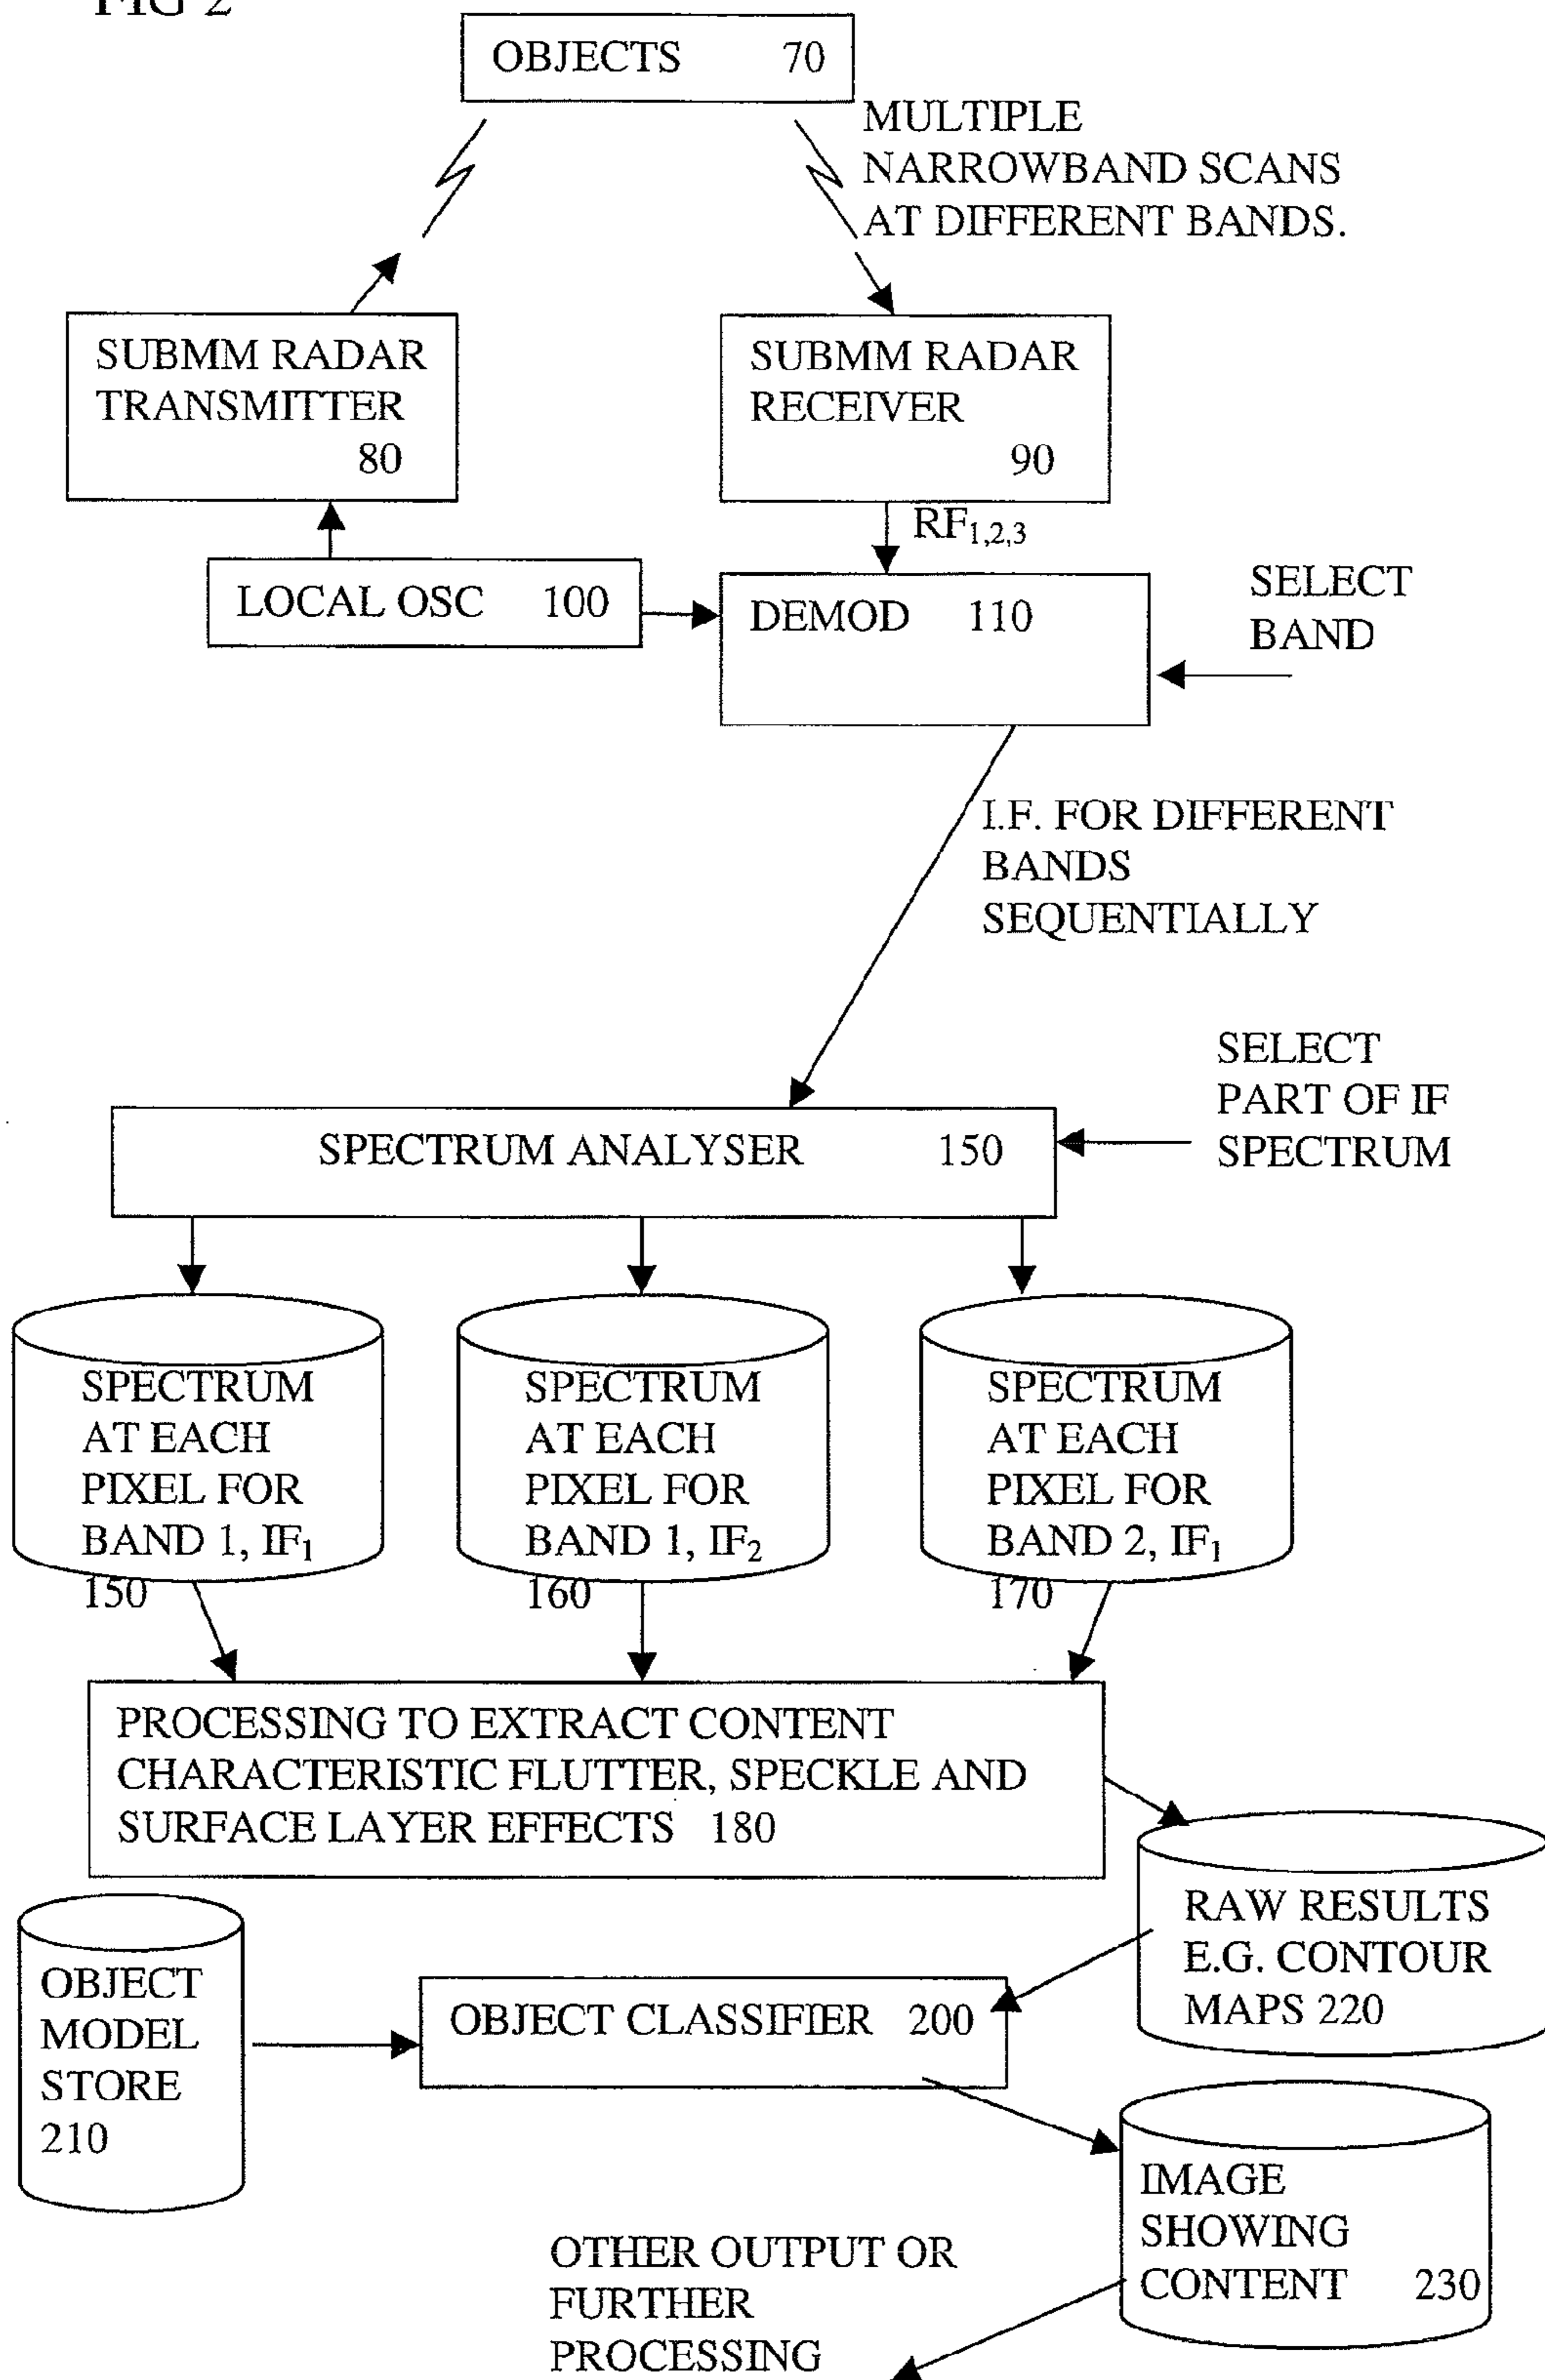 FIG 2
OBJECTS 70
MULTIPLE
NARROWBAND SCANS
AT DIFFERENT BANDS.
SUBMM RADAR
TRANSMITTER
80
SUBMM RADAR
RECEIVER
90
RF1,2,3
LOCAL OSC 100
DEMOD 110
SELECT
BAND
I.F. FOR DIFFERENT
BANDS
SEQUENTIALLY
SELECT
PART OF IF
SPECTRUM
SPECTRUM ANALYSER 150
SPECTRUM
AT EACH
PIXEL FOR
BAND 1, IF1
150
SPECTRUM
AT EACH
PIXEL FOR
BAND 1, IF2
160
SPECTRUM
AT EACH
PIXEL FOR
BAND 2, IF1
170
PROCESSING TO EXTRACT CONTENT
CHARACTERISTIC FLUTTER, SPECKLE AND
SURFACE LAYER EFFECTS 180
RAW RESULTS
E.G. CONTOUR
MAPS 220
OBJECT
MODEL
STORE
210
OBJECT CLASSIFIER 200
IMAGE
SHOWING
CONTENT 230
OTHER OUTPUT OR
FURTHER
PROCESSING